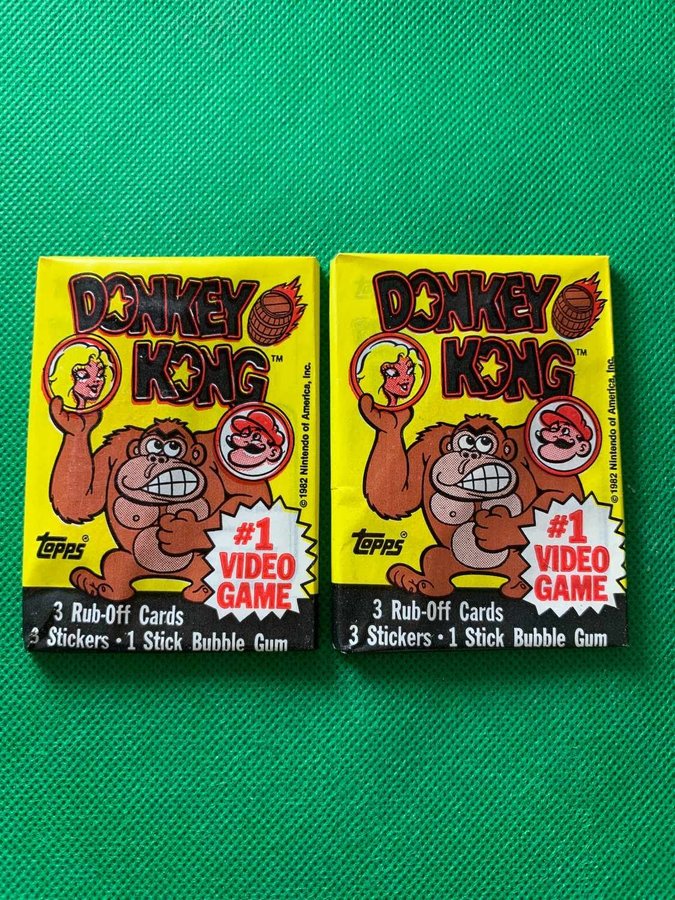 DONKEY
KONG™
© 1982 Nintendo of America, Inc.
topps®
#1
VIDEO
GAME
3 Rub-Off Cards
3 Stickers · 1 Stick Bubble Gum
DONKEY
KONG™
© 1982 Nintendo of America, Inc.
topps®
#1
VIDEO
GAME
3 Rub-Off Cards
3 Stickers · 1 Stick Bubble Gum